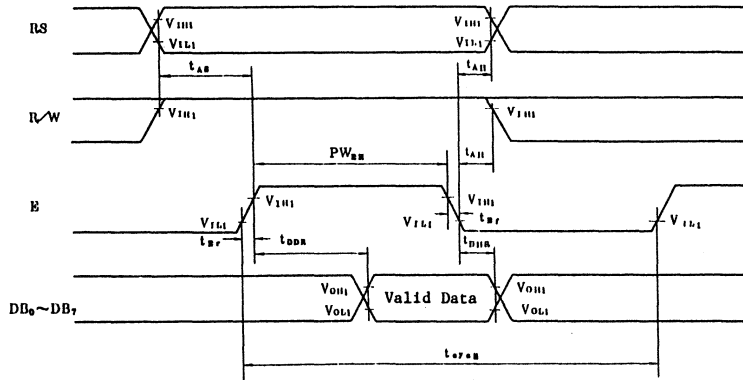 RS
VIH1
VIL1
VIH1
VIL1
tAS
tAH
R/W
VIH1
VIH1
PWEH
tAH
E
VIH1
VIH1
VIL1
VIL1
VIL1
tEr
tDDR
tEf
tDHR
DB0~DB7
VOH1
VOL1
Valid Data
VOH1
VOL1
tcycE